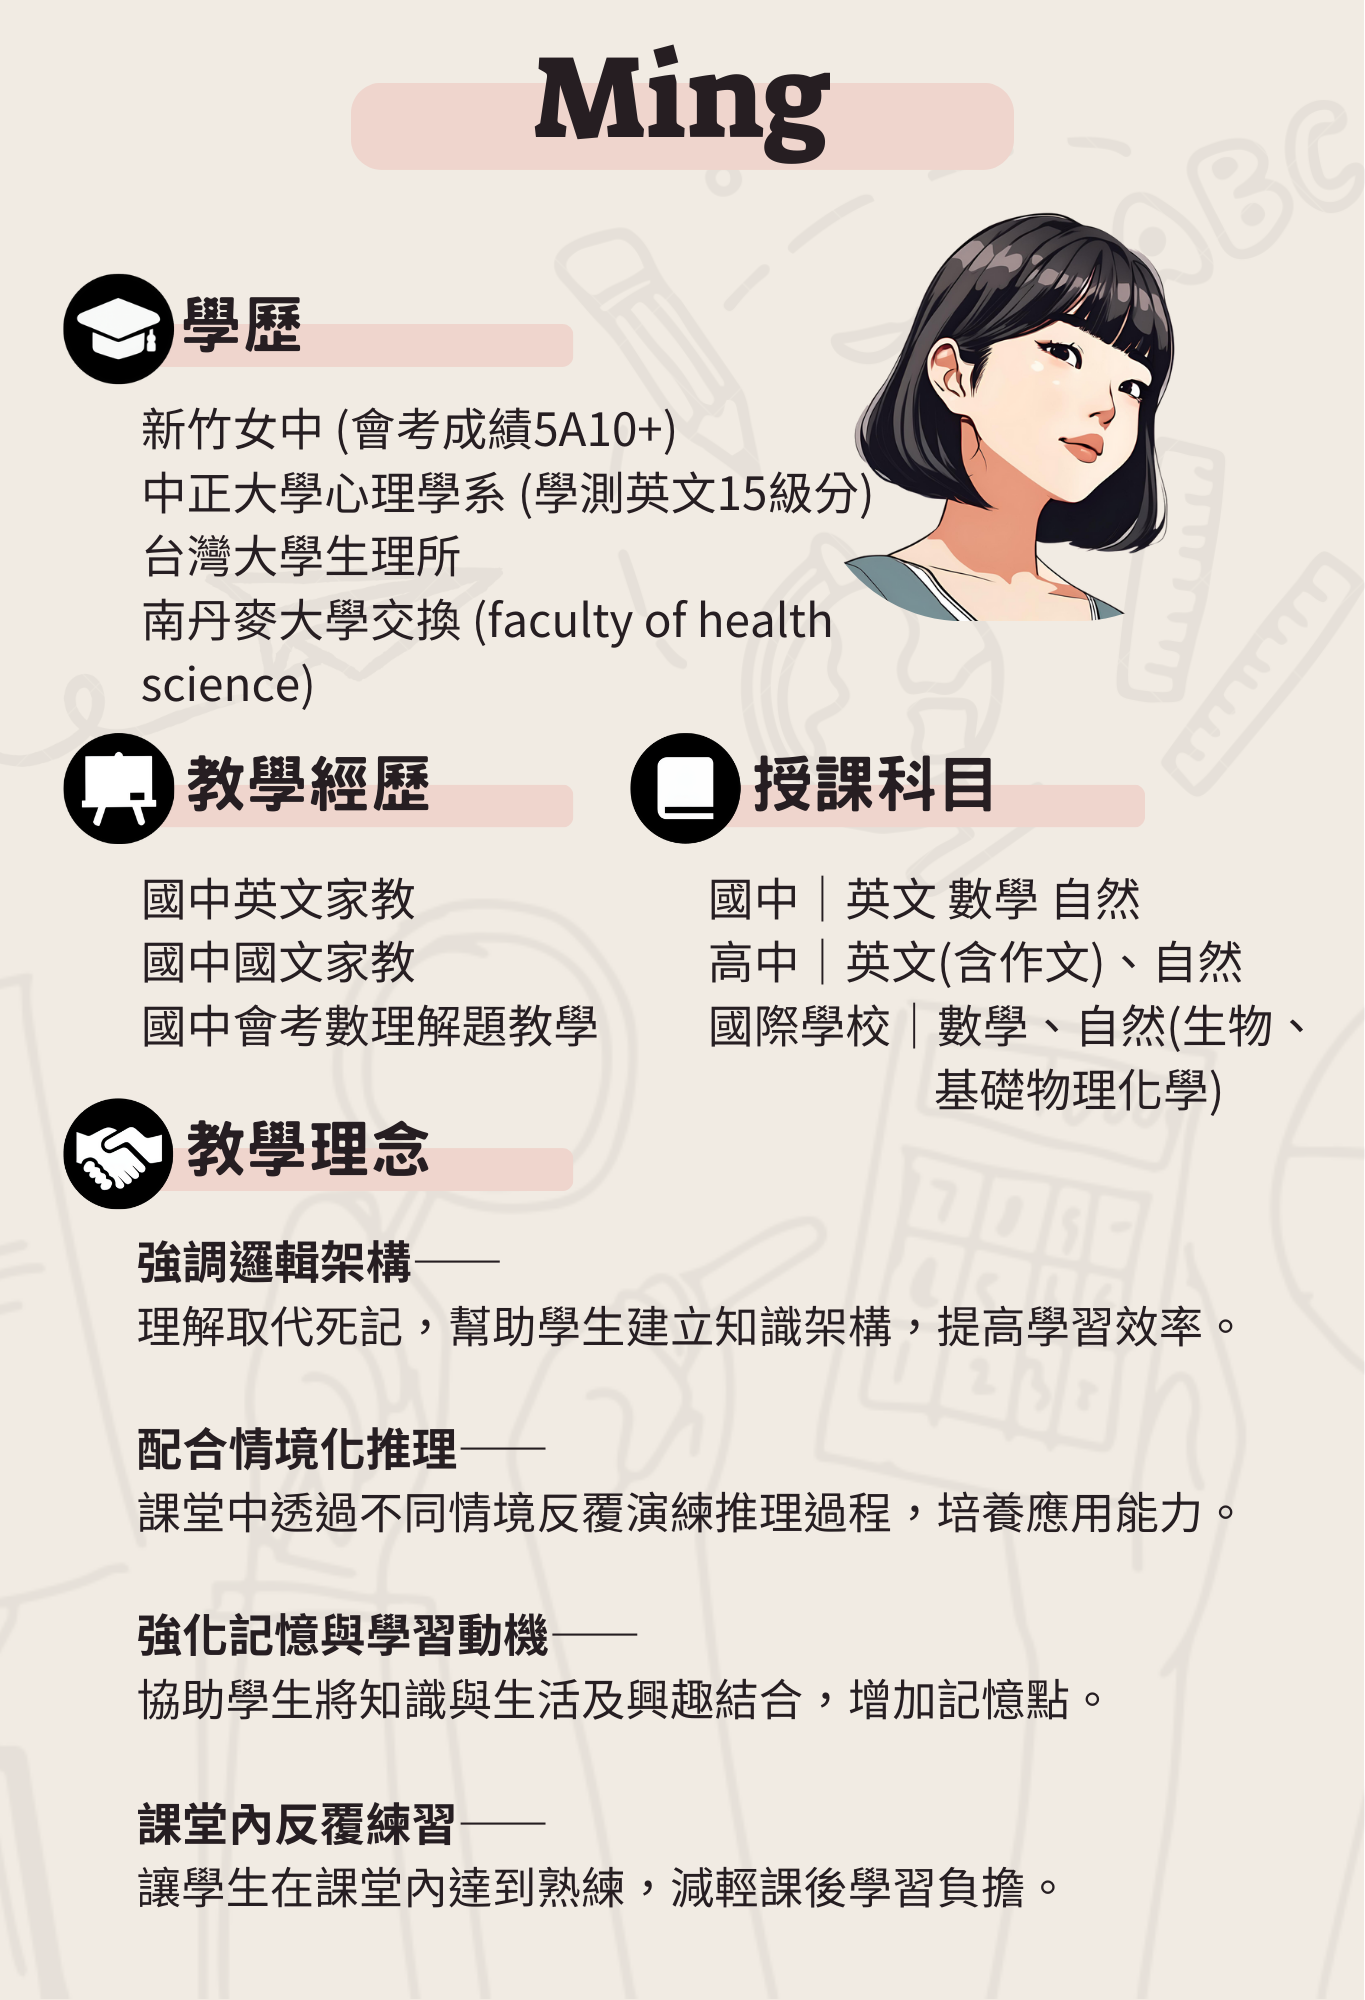 Ming
ABC
學歷
新竹女中 (會考成績5A10+)
中正大學心理學系 (學測英文15級分)
台灣大學生理所
南丹麥大學交換 (faculty of health
science)
教學經歷
國中英文家教
國中國文家教
國中會考數理解題教學
授課科目
國中｜英文 數學 自然
高中｜英文(含作文)、自然
國際學校｜數學、自然(生物、
基礎物理化學)
教學理念
強調邏輯架構——
理解取代死記，幫助學生建立知識架構，提高學習效率。
配合情境化推理——
課堂中透過不同情境反覆演練推理過程，培養應用能力。
強化記憶與學習動機——
協助學生將知識與生活及興趣結合，增加記憶點。
課堂內反覆練習——
讓學生在課堂內達到熟練，減輕課後學習負擔。